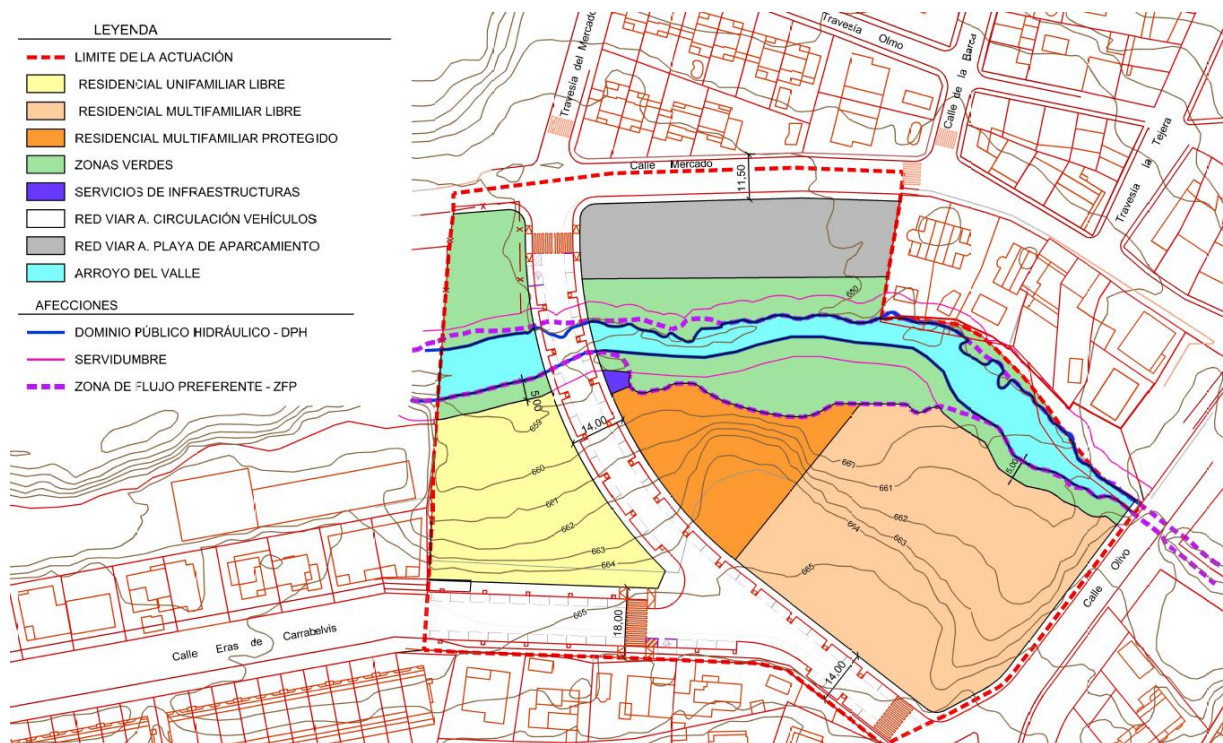 LEYENDA
LIMITE DE LA ACTUACIÓN
RESIDENCIAL UNIFAMILIAR LIBRE
RESIDENCIAL MULTIFAMILIAR LIBRE
RESIDENCIAL MULTIFAMILIAR PROTEGIDO
ZONAS VERDES
SERVICIOS DE INFRAESTRUCTURAS
RED VIAR A. CIRCULACIÓN VEHÍCULOS
RED VIAR A. PLAYA DE APARCAMIENTO
ARROYO DEL VALLE
AFECCIONES
DOMINIO PÚBLICO HIDRÁULICO - DPH
SERVIDUMBRE
ZONA DE FLUJO PREFERENTE - ZFP
Travesía del Mercado
Travesía Olmo
Calle de la Barca
Travesía la Tejera
Calle Mercado
11,50
660
5,00
659
14,00
660
661
662
663
664
661
661
662
664
663
665
5,00
665
18,00
14,00
Calle Eras de Carrabelvis
Calle Olivo